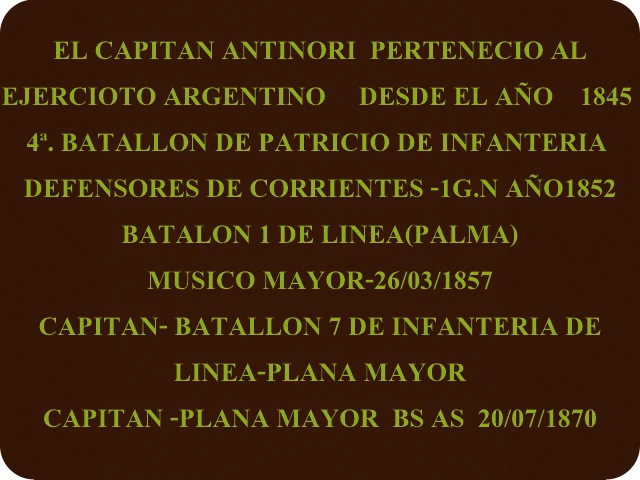 EL CAPITAN ANTINORI PERTENECIO AL
EJERCIOTO ARGENTINO DESDE EL AÑO 1845
4ª. BATALLON DE PATRICIO DE INFANTERIA
DEFENSORES DE CORRIENTES -1G.N AÑO1852
BATALON 1 DE LINEA(PALMA)
MUSICO MAYOR-26/03/1857
CAPITAN- BATALLON 7 DE INFANTERIA DE
LINEA-PLANA MAYOR
CAPITAN -PLANA MAYOR BS AS 20/07/1870